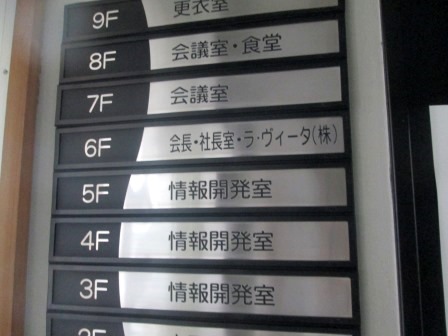 9F 更衣室
8F 会議室・食堂
7F 会議室
6F 会長・社長室・ラ・ヴィータ(株)
5F 情報開発室
4F 情報開発室
3F 情報開発室
2F